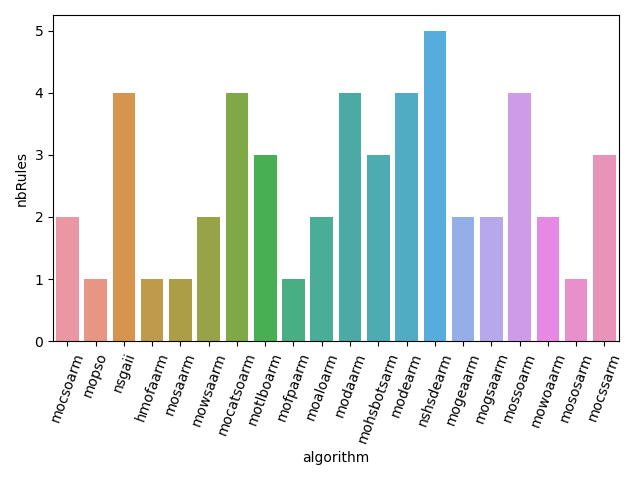 5
4
3
2
1
0
nbRules
mocsoarm
mopso
nsgaii
hmofaarm
mosaarm
mowsaarm
mocatsoarm
motlboarm
mofpaarm
moaloarm
modaarm
mohsbotsarm
modearm
nshsdearm
mogeaarm
mogsaarm
mossoarm
mowoaarm
mososarm
mocssarm
algorithm